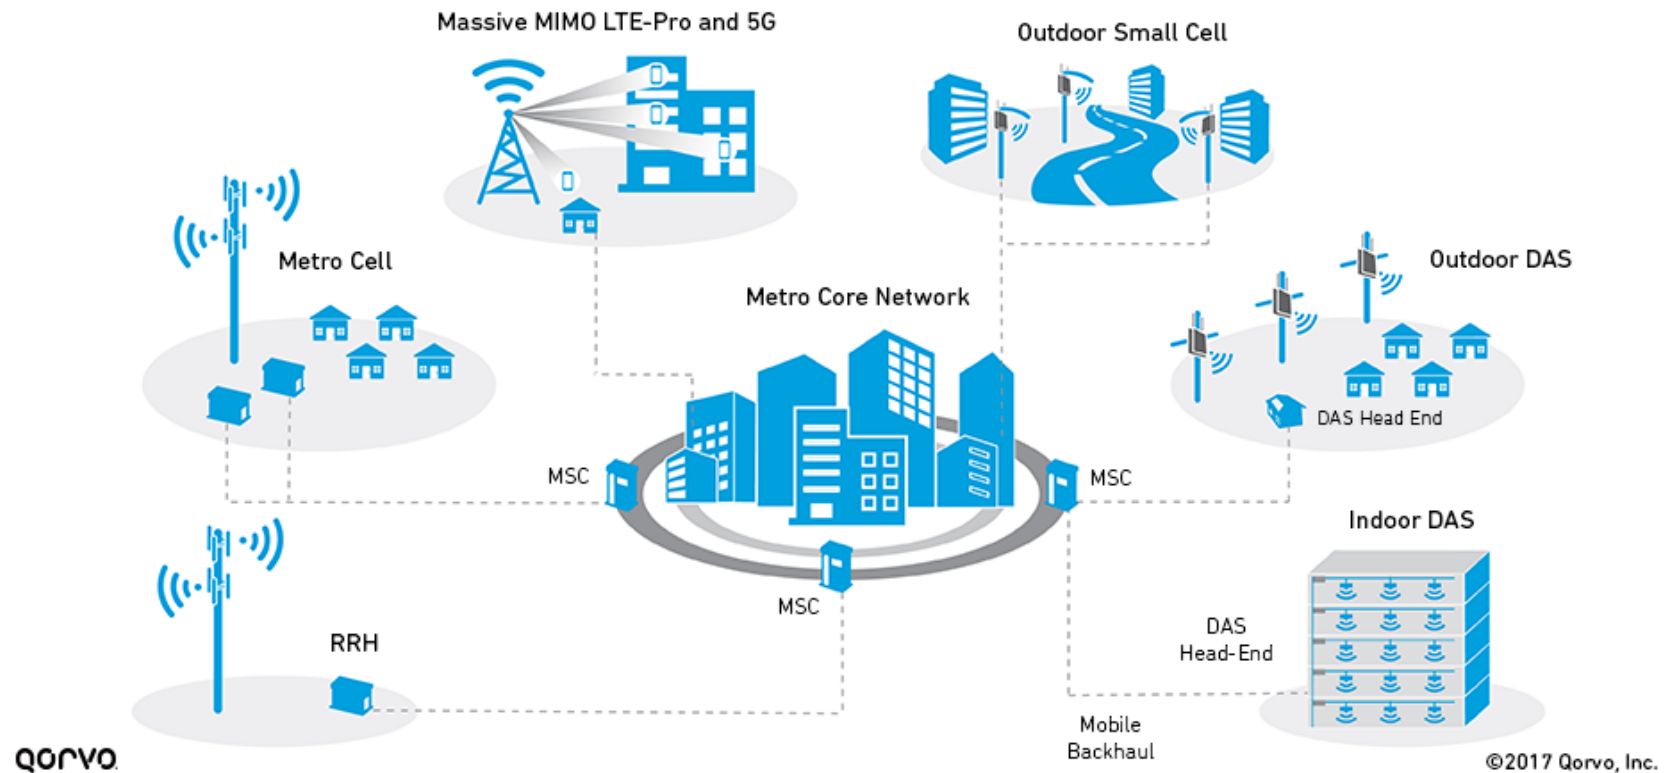 Massive MIMO LTE-Pro and 5G
Outdoor Small Cell
Metro Cell
Outdoor DAS
Metro Core Network
DAS Head End
MSC
MSC
Indoor DAS
MSC
RRH
DAS
Head-End
Mobile
Backhaul
QORVO
©2017 Qorvo, Inc.